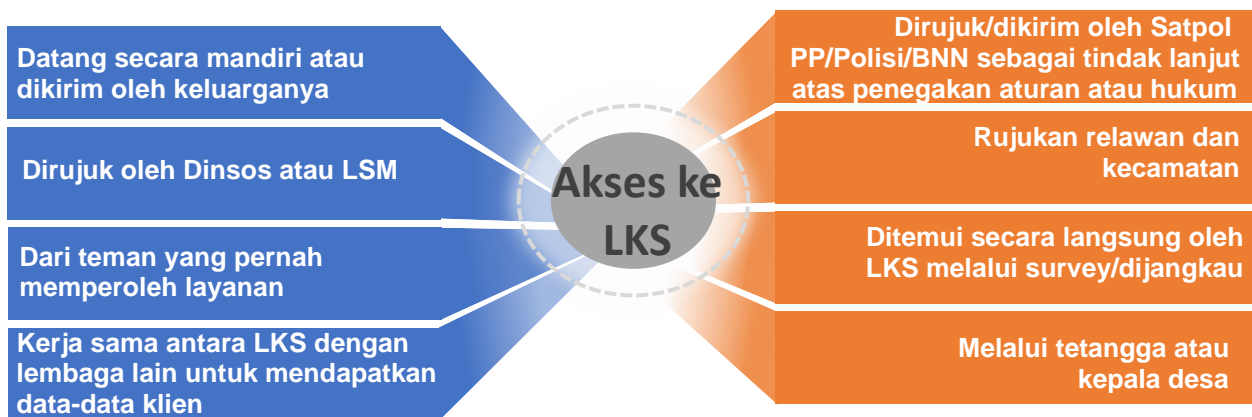 Datang secara mandiri atau
dikirim oleh keluarganya
Dirujuk oleh Dinsos atau LSM
Dari teman yang pernah
memperoleh layanan
Kerja sama antara LKS dengan
lembaga lain untuk mendapatkan
data-data klien
Akses ke
LKS
Dirujuk/dikirim oleh Satpol
PP/Polisi/BNN sebagai tindak lanjut
atas penegakan aturan atau hukum
Rujukan relawan dan
kecamatan
Ditemui secara langsung oleh
LKS melalui survey/dijangkau
Melalui tetangga atau
kepala desa